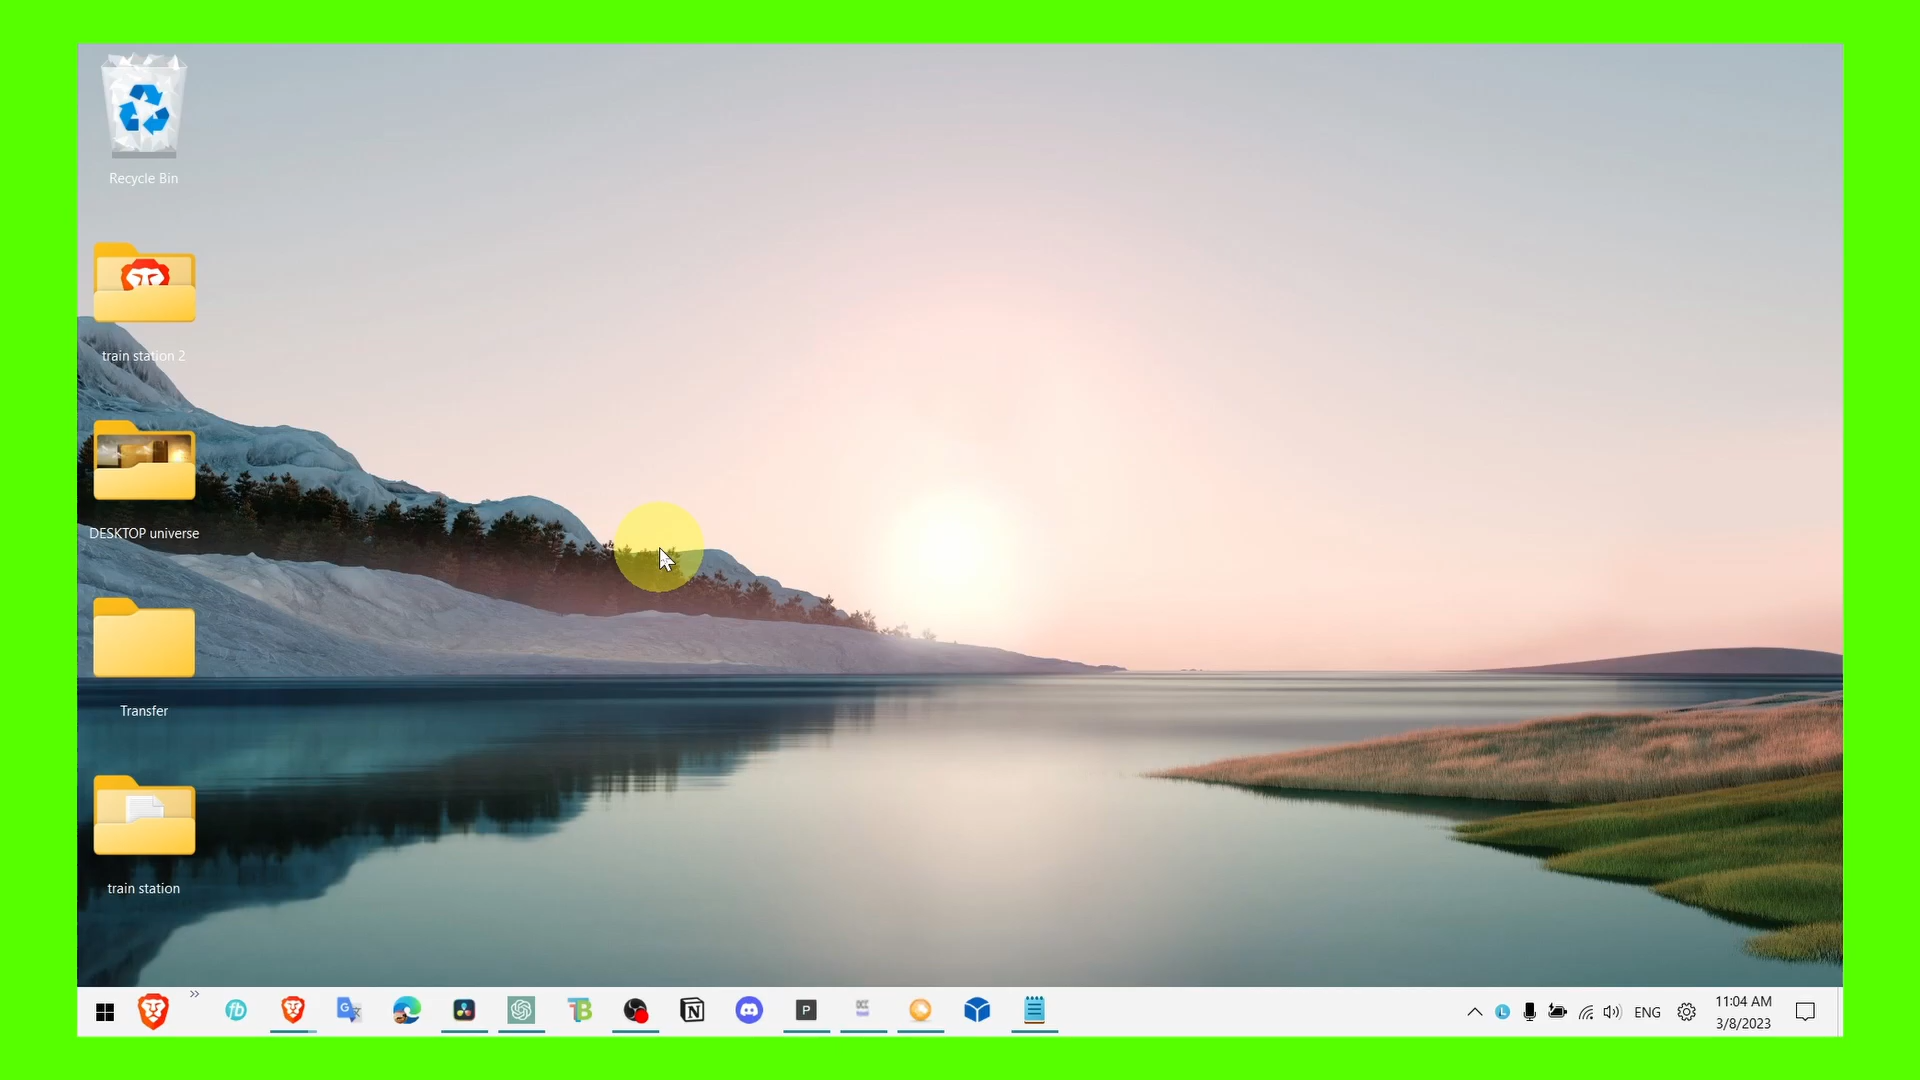 Recycle Bin
train station 2
DESKTOP universe
Transfer
train station
ENG
11:04 AM
3/8/2023